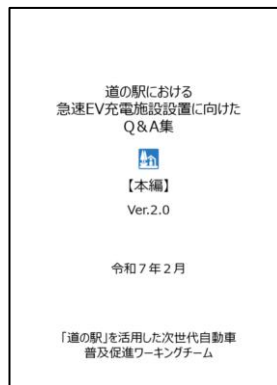 道の駅における
急速EV充電施設設置に向けた
Q＆A集
【本編】
Ver.2.0
令和７年２月
「道の駅」を活用した次世代自動車
普及促進ワーキングチーム